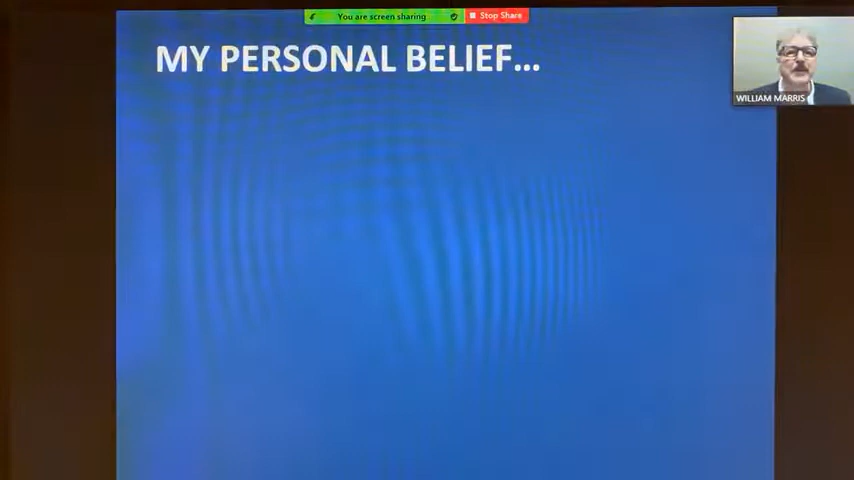 You are screen sharing
Stop Share
MY PERSONAL BELIEF...
WILLIAM MARRIS